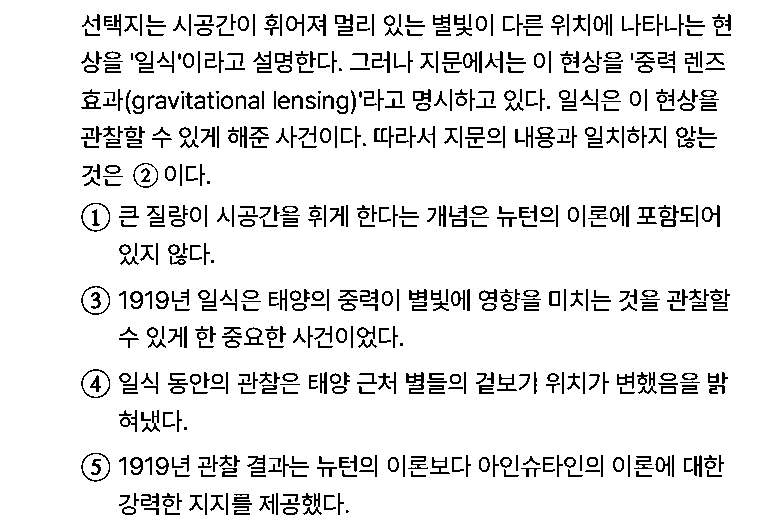 선택지는 시공간이 휘어져 멀리 있는 별빛이 다른 위치에 나타나는 현
상을 '일식'이라고 설명한다. 그러나 지문에서는 이 현상을 '중력 렌즈
효과(gravitational lensing)'라고 명시하고 있다. 일식은 이 현상을
관찰할 수 있게 해준 사건이다. 따라서 지문의 내용과 일치하지 않는
것은 ②이다.
① 큰 질량이 시공간을 휘게 한다는 개념은 뉴턴의 이론에 포함되어
있지 않다.
③ 1919년 일식은 태양의 중력이 별빛에 영향을 미치는 것을 관찰할
수 있게 한 중요한 사건이었다.
④ 일식 동안의 관찰은 태양 근처 별들의 겉보기 위치가 변했음을 밝
혀냈다.
⑤ 1919년 관찰 결과는 뉴턴의 이론보다 아인슈타인의 이론에 대한
강력한 지지를 제공했다.